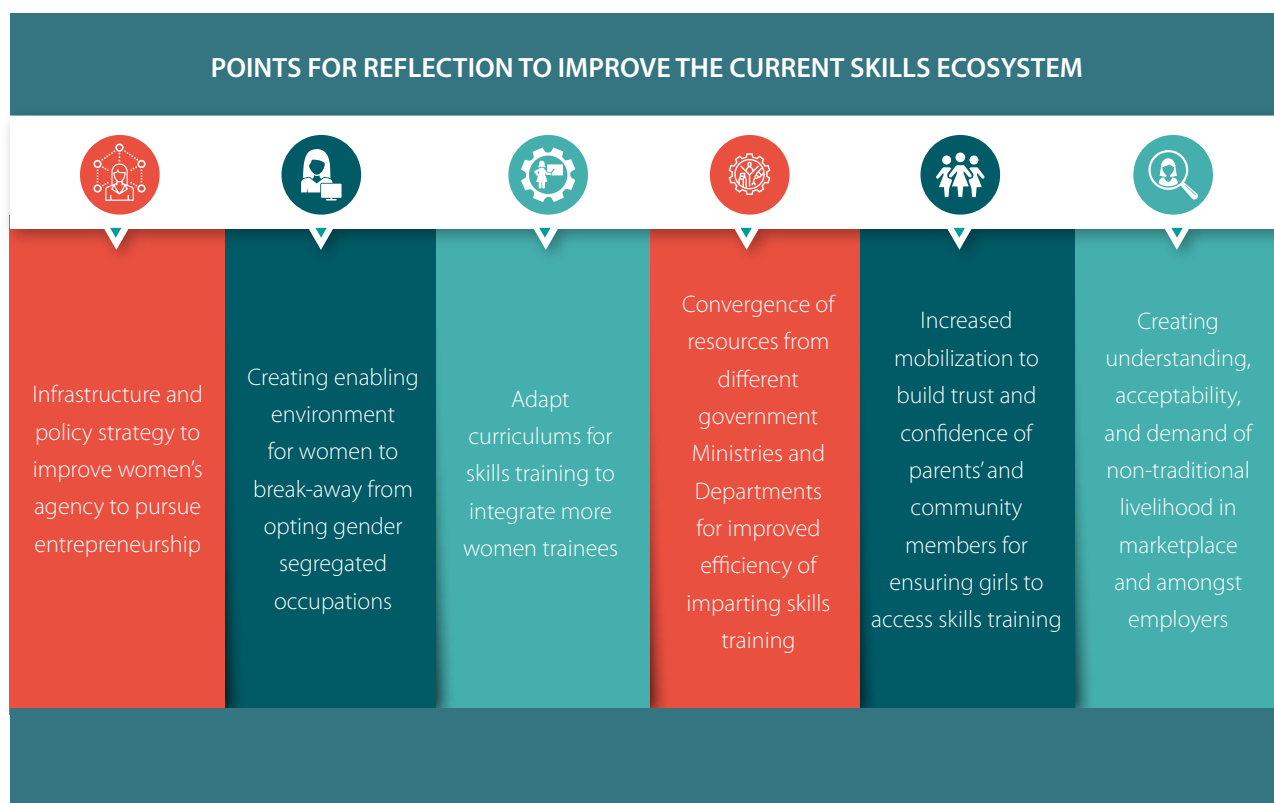 POINTS FOR REFLECTION TO IMPROVE THE CURRENT SKILLS ECOSYSTEM
Infrastructure and
policy strategy to
improve women’s
agency to pursue
entrepreneurship
Creating enabling
environment
for women to
break-away from
opting gender
segregated
occupations
Adapt
curriculums for
skills training to
integrate more
women trainees
Convergence of
resources from
different
government
Ministries and
Departments
for improved
efficiency of
imparting skills
training
Increased
mobilization to
build trust and
confidence of
parents’ and
community
members for
ensuring girls to
access skills training
Creating
understanding,
acceptability,
and demand of
non-traditional
livelihood in
marketplace
and amongst
employers